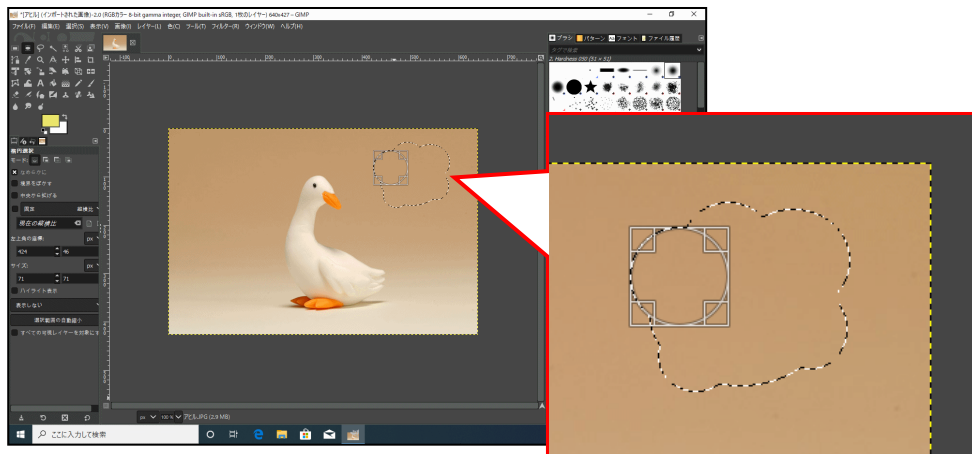 *[アヒル] (インポートされた画像)-2.0 (RGBカラー 8-bit gamma integer, GIMP built-in sRGB, 1枚のレイヤー) 640x427 – GIMP
ファイル(F) 編集(E) 選択(S) 表示(V) 画像(I) レイヤー(L) 色(C) ツール(T) フィルター(R) ウィンドウ(W) ヘルプ(H)
ブラシ パターン フォント ファイル履歴
タグで検索
2. Hardness 050 (51 × 51)
楕円選択
モード:
なめらかに
境界をぼかす
中央から拡げる
固定 縦横比
現在の縦横比
左上角の座標: px
424 46
サイズ: px
71 71
ハイライト表示
表示しない
選択範囲の自動縮小
すべての可視レイヤーを対象にす
px 100 % アヒル.JPG (2.9 MB)
ここに入力して検索